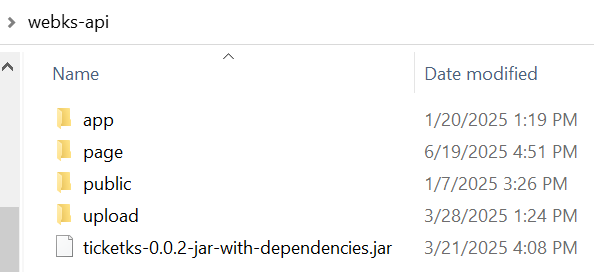 webks-api
Name Date modified
app 1/20/2025 1:19 PM
page 6/19/2025 4:51 PM
public 1/7/2025 3:26 PM
upload 3/28/2025 1:24 PM
ticketks-0.0.2-jar-with-dependencies.jar 3/21/2025 4:08 PM